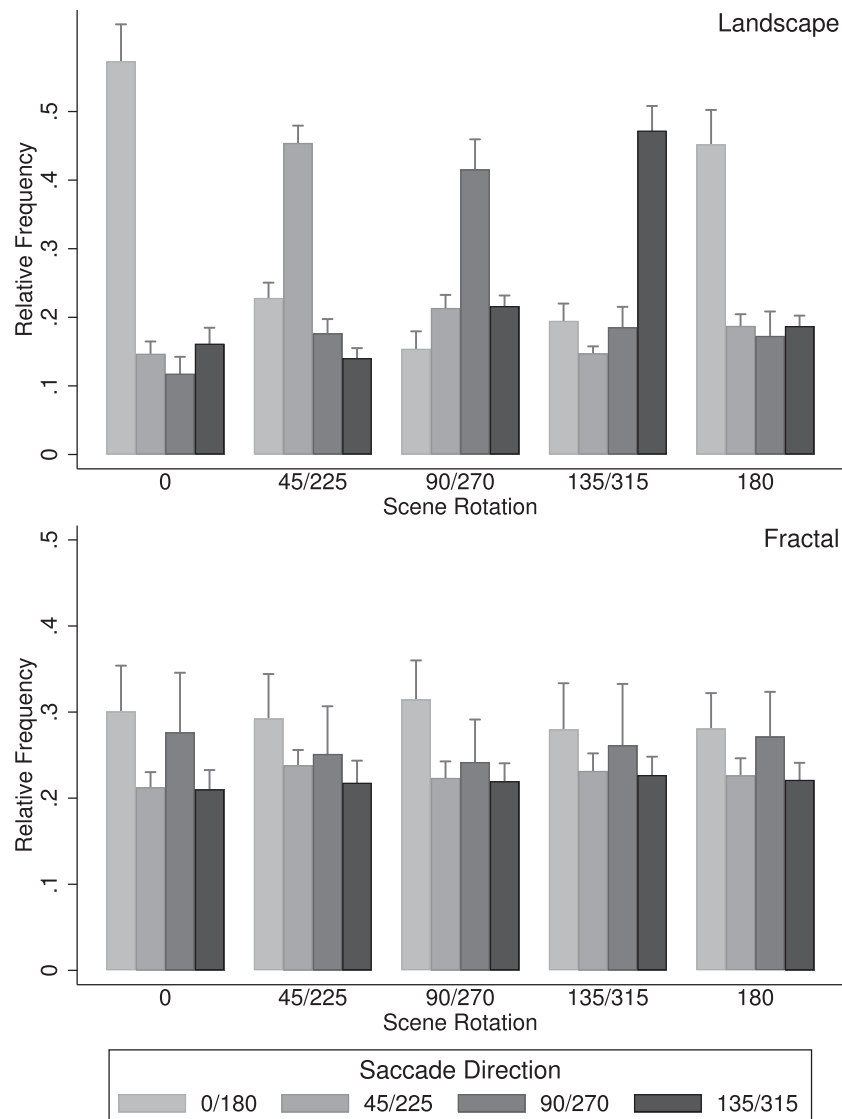 Landscape
Relative Frequency
.5
.4
.3
.2
.1
0
0 45/225 90/270 135/315 180
Scene Rotation
Fractal
Relative Frequency
.5
.4
.3
.2
.1
0
0 45/225 90/270 135/315 180
Scene Rotation
Saccade Direction
0/180 45/225 90/270 135/315